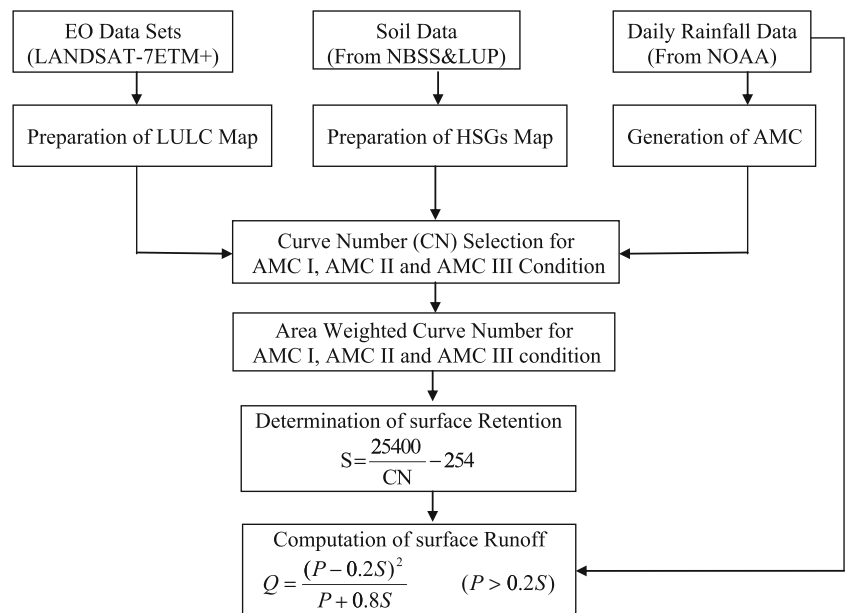 EO Data Sets
(LANDSAT-7ETM+)
Soil Data
(From NBSS&LUP)
Daily Rainfall Data
(From NOAA)
Preparation of LULC Map
Preparation of HSGs Map
Generation of AMC
Curve Number (CN) Selection for
AMC I, AMC II and AMC III Condition
Area Weighted Curve Number for
AMC I, AMC II and AMC III condition
Determination of surface Retention
S = 25400/CN − 254
Computation of surface Runoff
Q = (P − 0.2S)²/P + 0.8S (P > 0.2S)